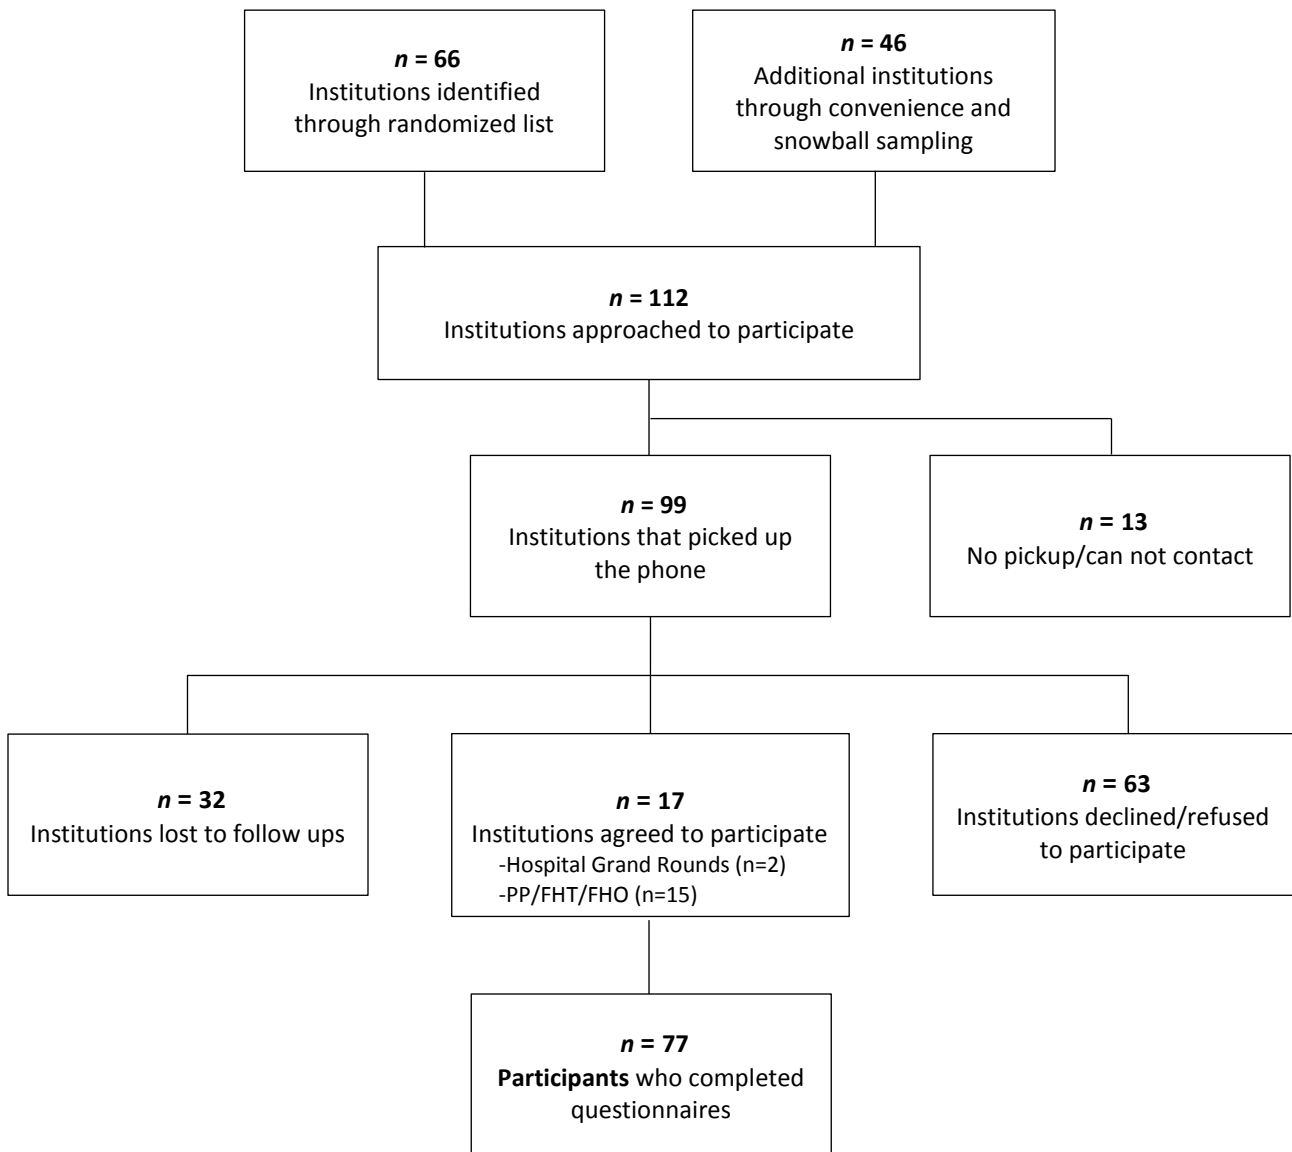 n = 66
Institutions identified
through randomized list
n = 46
Additional institutions
through convenience and
snowball sampling
n = 112
Institutions approached to participate
n = 99
Institutions that picked up
the phone
n = 13
No pickup/can not contact
n = 32
Institutions lost to follow ups
n = 17
Institutions agreed to participate
-Hospital Grand Rounds (n=2)
-PP/FHT/FHO (n=15)
n = 63
Institutions declined/refused
to participate
n = 77
Participants who completed
questionnaires